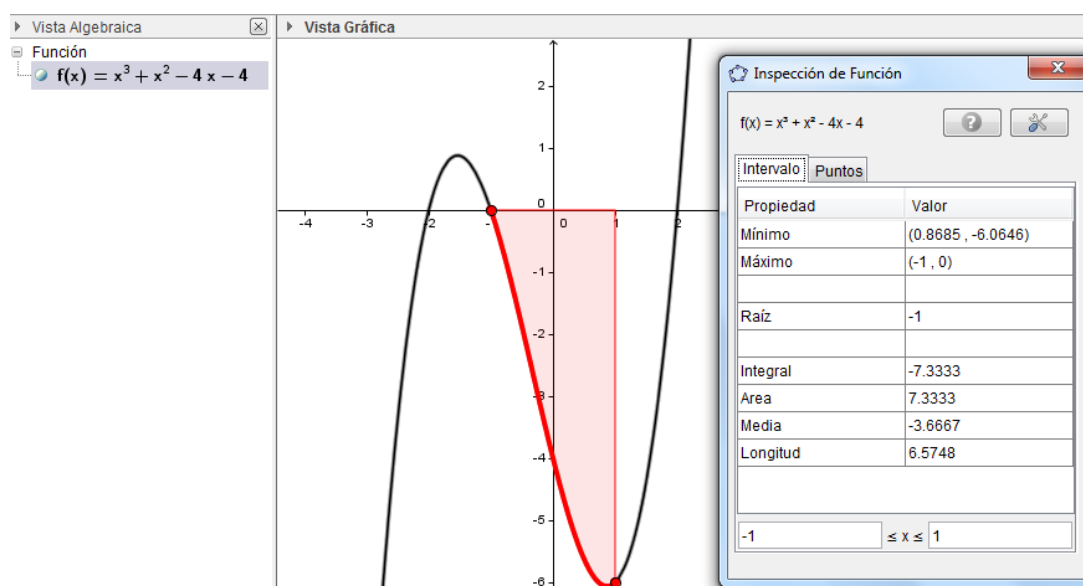 Vista Algebraica
Función
f(x) = x³ + x² − 4 x − 4
Vista Gráfica
2
1
0
-4 -3 -2 -1 0 1 2
-1
-2
-3
-4
-5
-6
Inspección de Función
f(x) = x³ + x² - 4x - 4
Intervalo Puntos
Propiedad Valor
Mínimo (0.8685 , -6.0646)
Máximo (-1 , 0)
Raíz -1
Integral -7.3333
Area 7.3333
Media -3.6667
Longitud 6.5748
-1 ≤ x ≤ 1